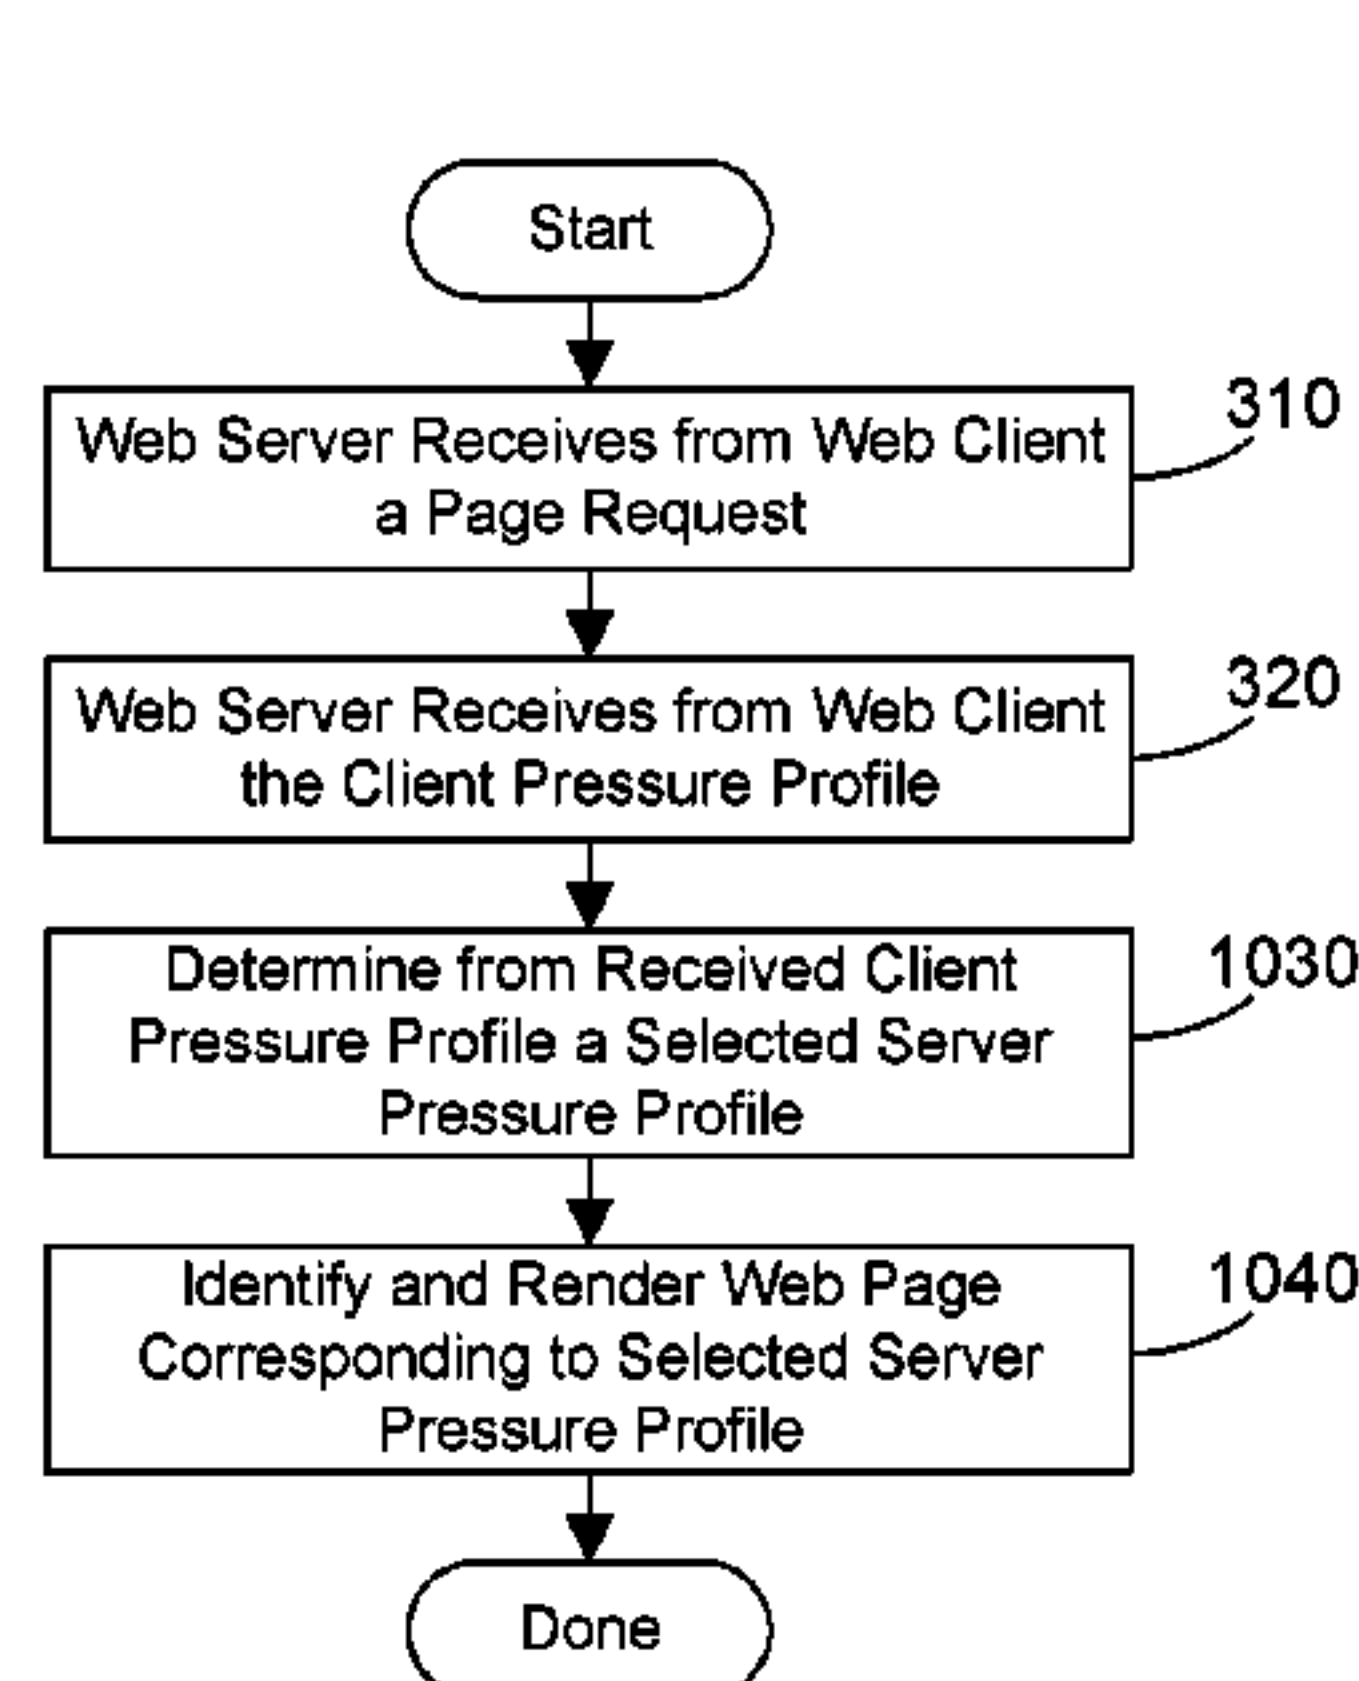 Start
310
Web Server Receives from Web Client
a Page Request
320
Web Server Receives from Web Client
the Client Pressure Profile
1030
Determine from Received Client
Pressure Profile a Selected Server
Pressure Profile
1040
Identify and Render Web Page
Corresponding to Selected Server
Pressure Profile
Done